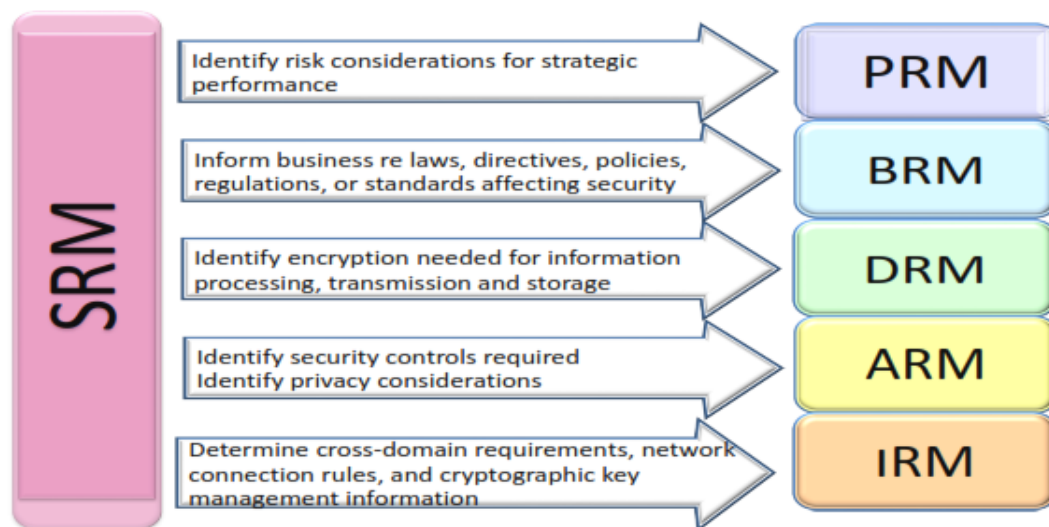 SRM
Identify risk considerations for strategic
performance
PRM
Inform business re laws, directives, policies,
regulations, or standards affecting security
BRM
Identify encryption needed for information
processing, transmission and storage
DRM
Identify security controls required
Identify privacy considerations
ARM
Determine cross-domain requirements, network
connection rules, and cryptographic key
management information
IRM